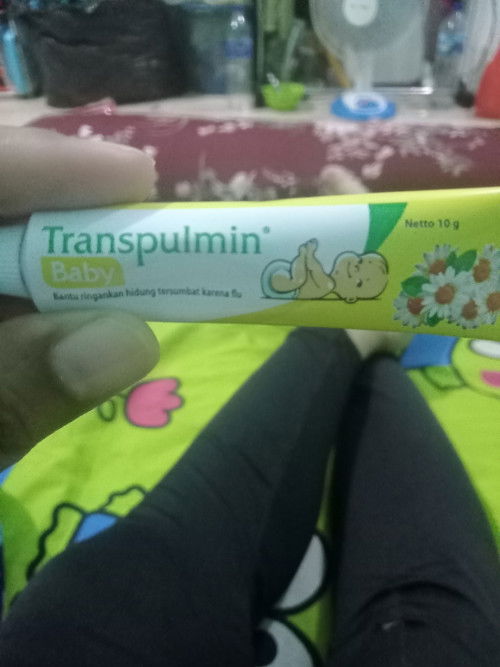 Transpulmin®
Baby
Bantu ringankan hidung tersumbat karena flu
Netto 10 g